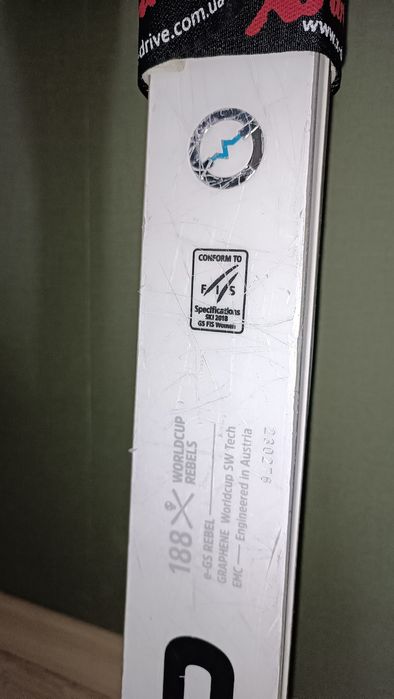 drive.com.ua
www.
CONFORM TO
FIS
Specifications
SKI 2018
GS FIS Women
188
WORLDCUP
REBELS
e-GS REBEL
GRAPHENE Worldcup SW Tech
EMC — Engineered in Austria